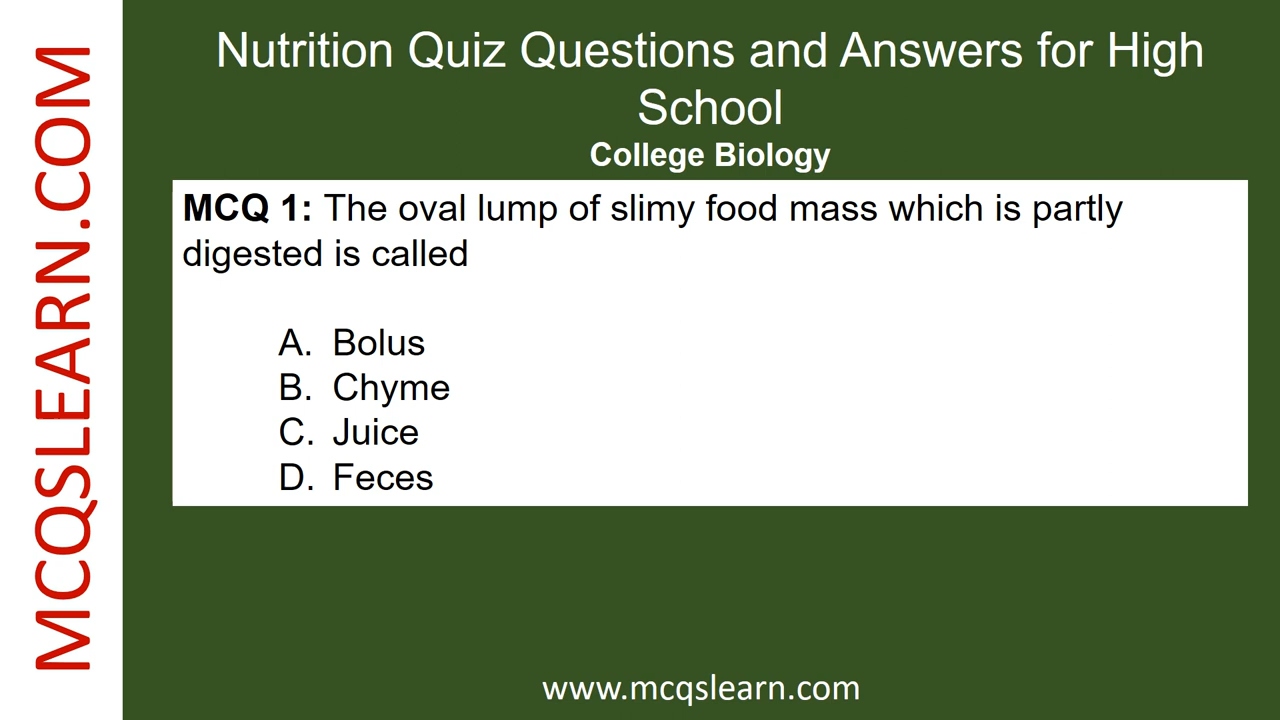 MCQSLEARN.COM
Nutrition Quiz Questions and Answers for High
School
College Biology
MCQ 1: The oval lump of slimy food mass which is partly
digested is called
A. Bolus
B. Chyme
C. Juice
D. Feces
www.mcqslearn.com